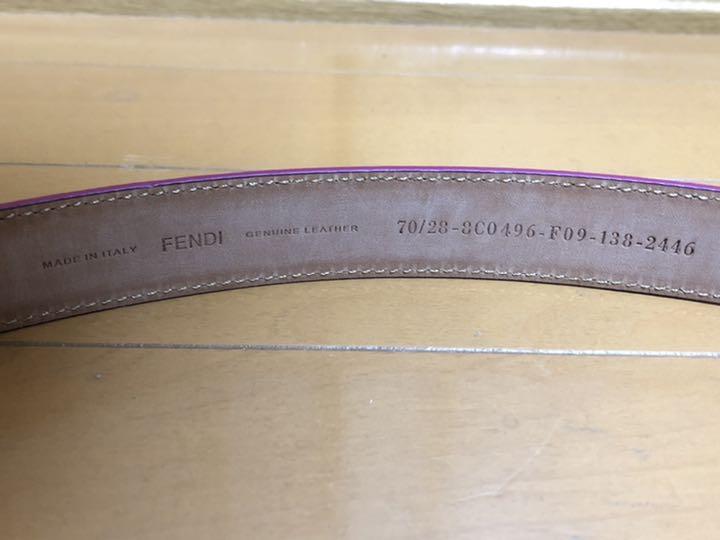 MADE IN ITALY FENDI GENUINE LEATHER 70/28-8C0496-F09-138-2446